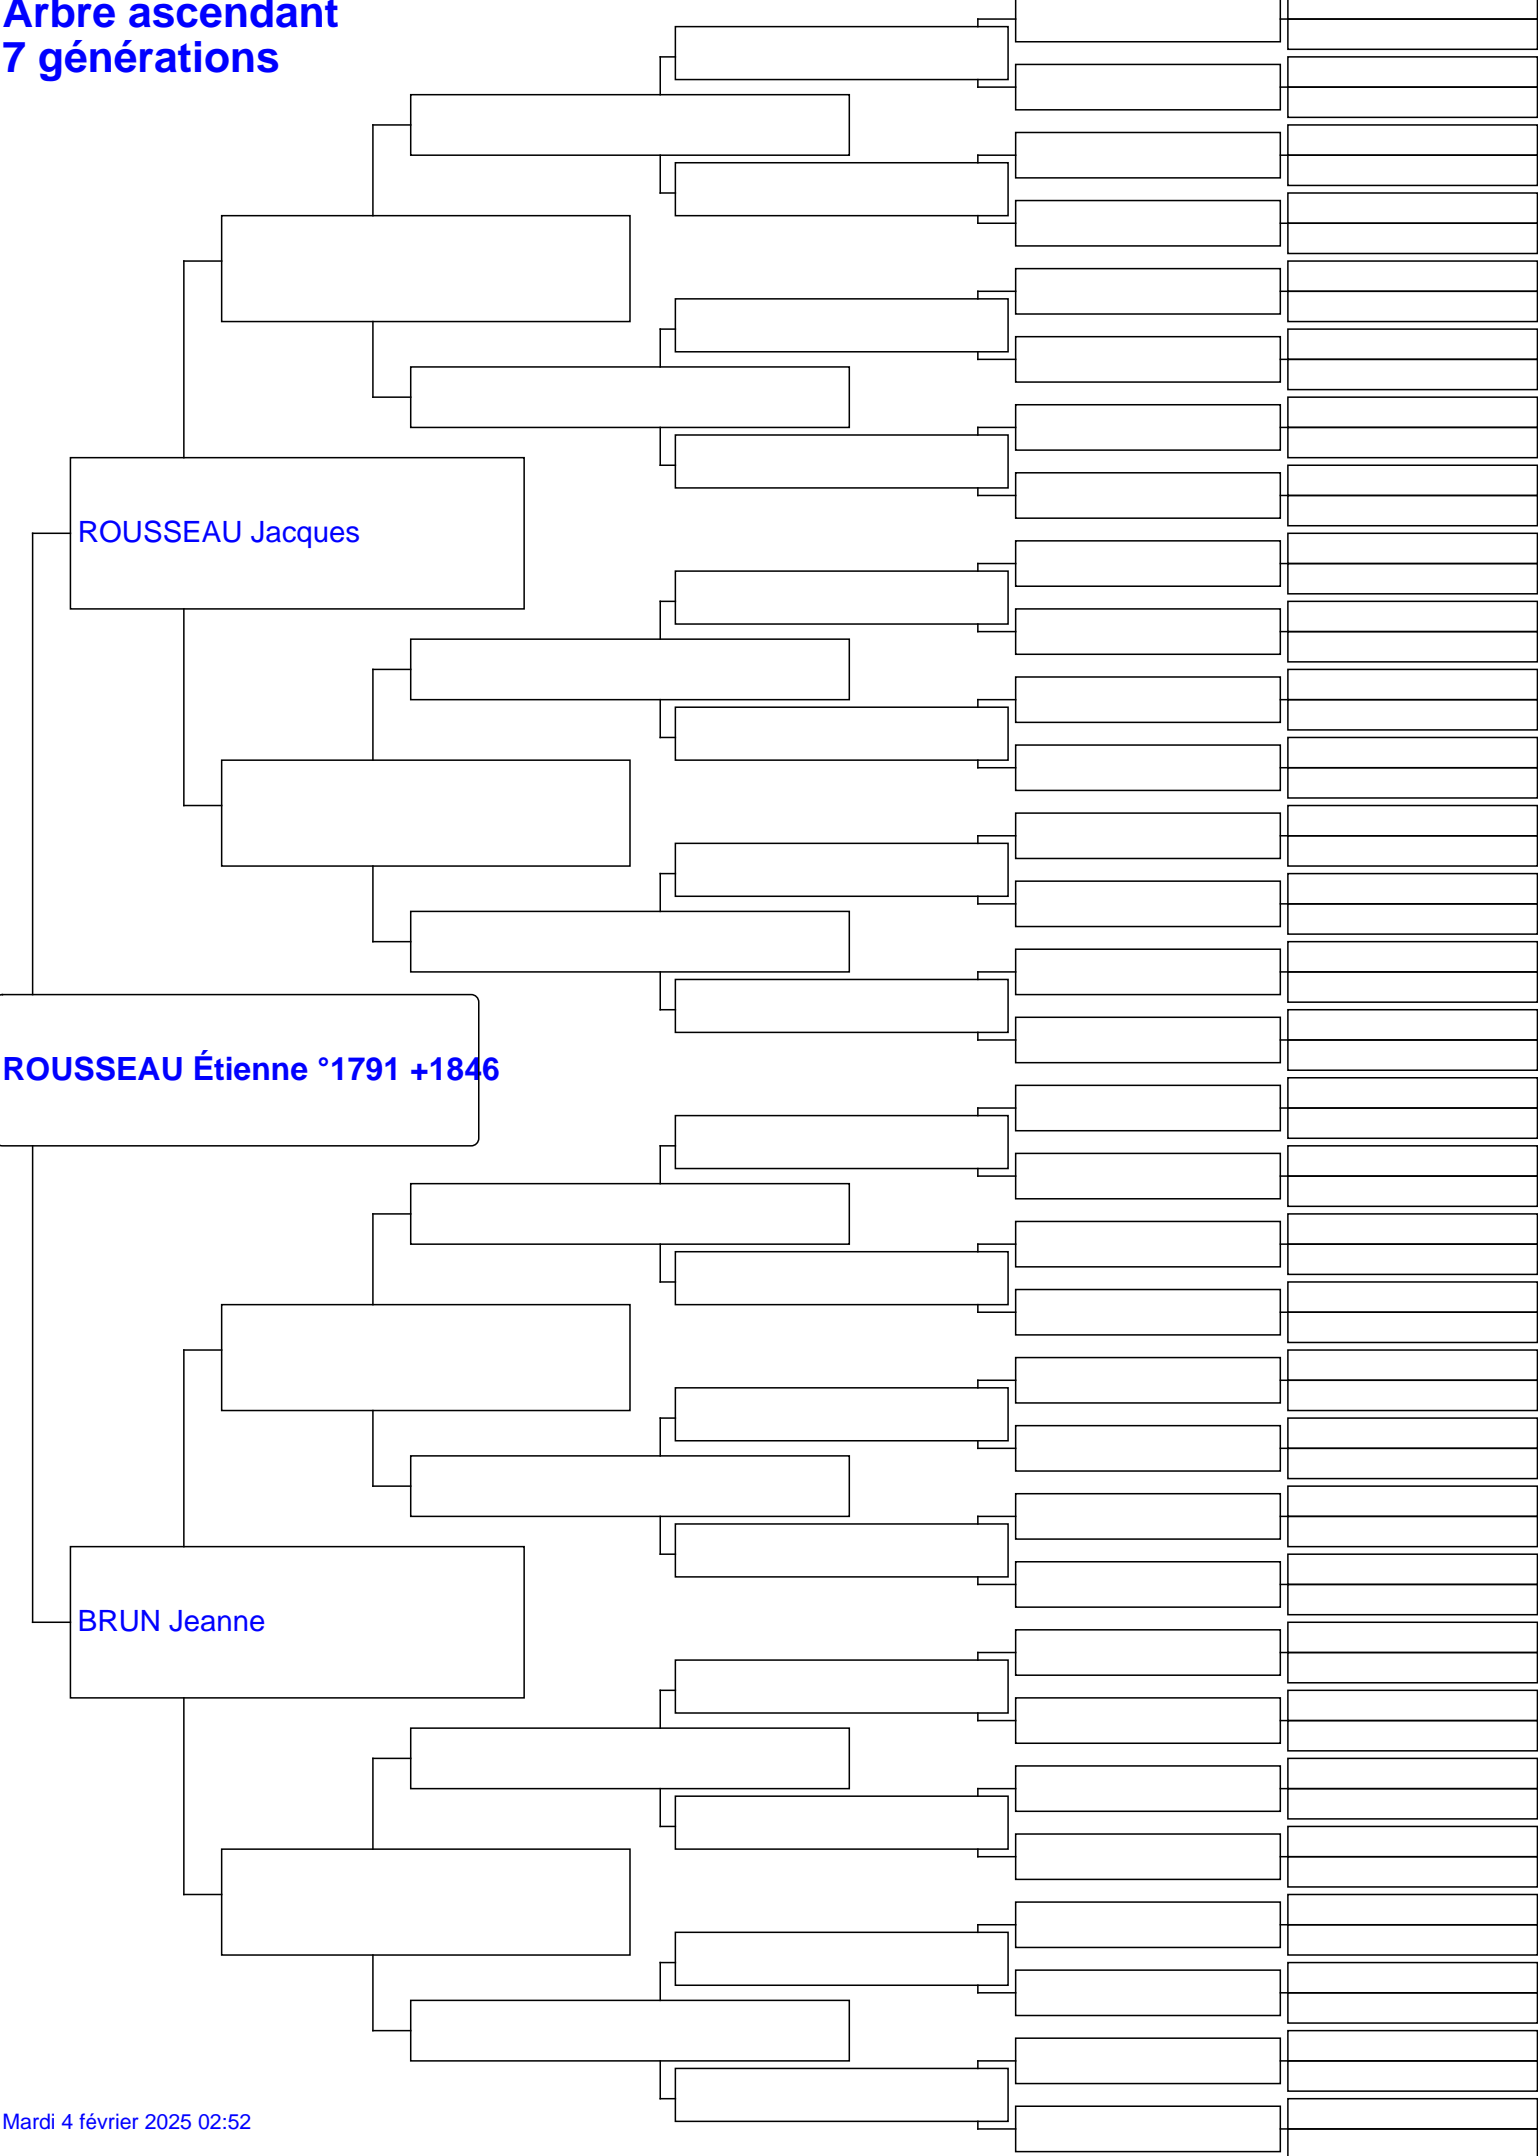 Arbre ascendant
7 générations
ROUSSEAU Jacques
ROUSSEAU Étienne °1791 +1846
BRUN Jeanne
Mardi 4 février 2025 02:52